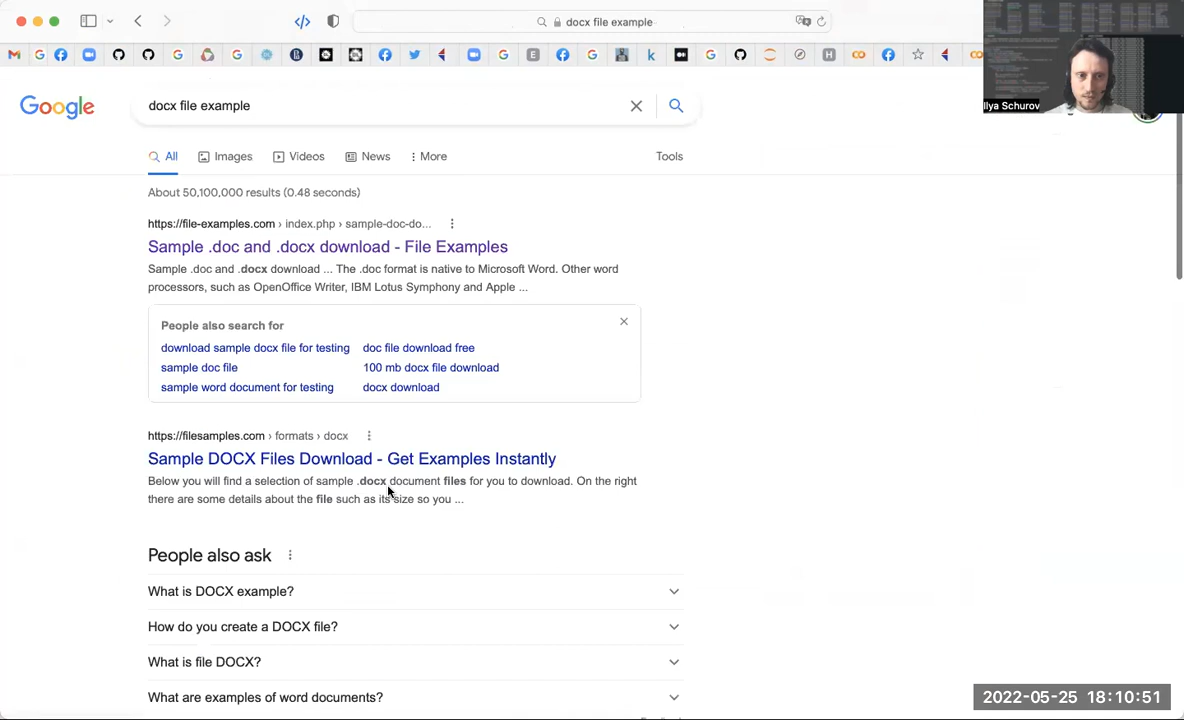 docx file example
Google
docx file example
Ilya Schurov
All
Images
Videos
News
More
Tools
About 50,100,000 results (0.48 seconds)
https://file-examples.com › index.php › sample-doc-do...
Sample .doc and .docx download - File Examples
Sample .doc and .docx download ... The .doc format is native to Microsoft Word. Other word
processors, such as OpenOffice Writer, IBM Lotus Symphony and Apple ...
People also search for
download sample docx file for testing
doc file download free
sample doc file
100 mb docx file download
sample word document for testing
docx download
https://filesamples.com › formats › docx
Sample DOCX Files Download - Get Examples Instantly
Below you will find a selection of sample .docx document files for you to download. On the right
there are some details about the file such as its size so you ...
People also ask
What is DOCX example?
How do you create a DOCX file?
What is file DOCX?
What are examples of word documents?
2022-05-25 18:10:51